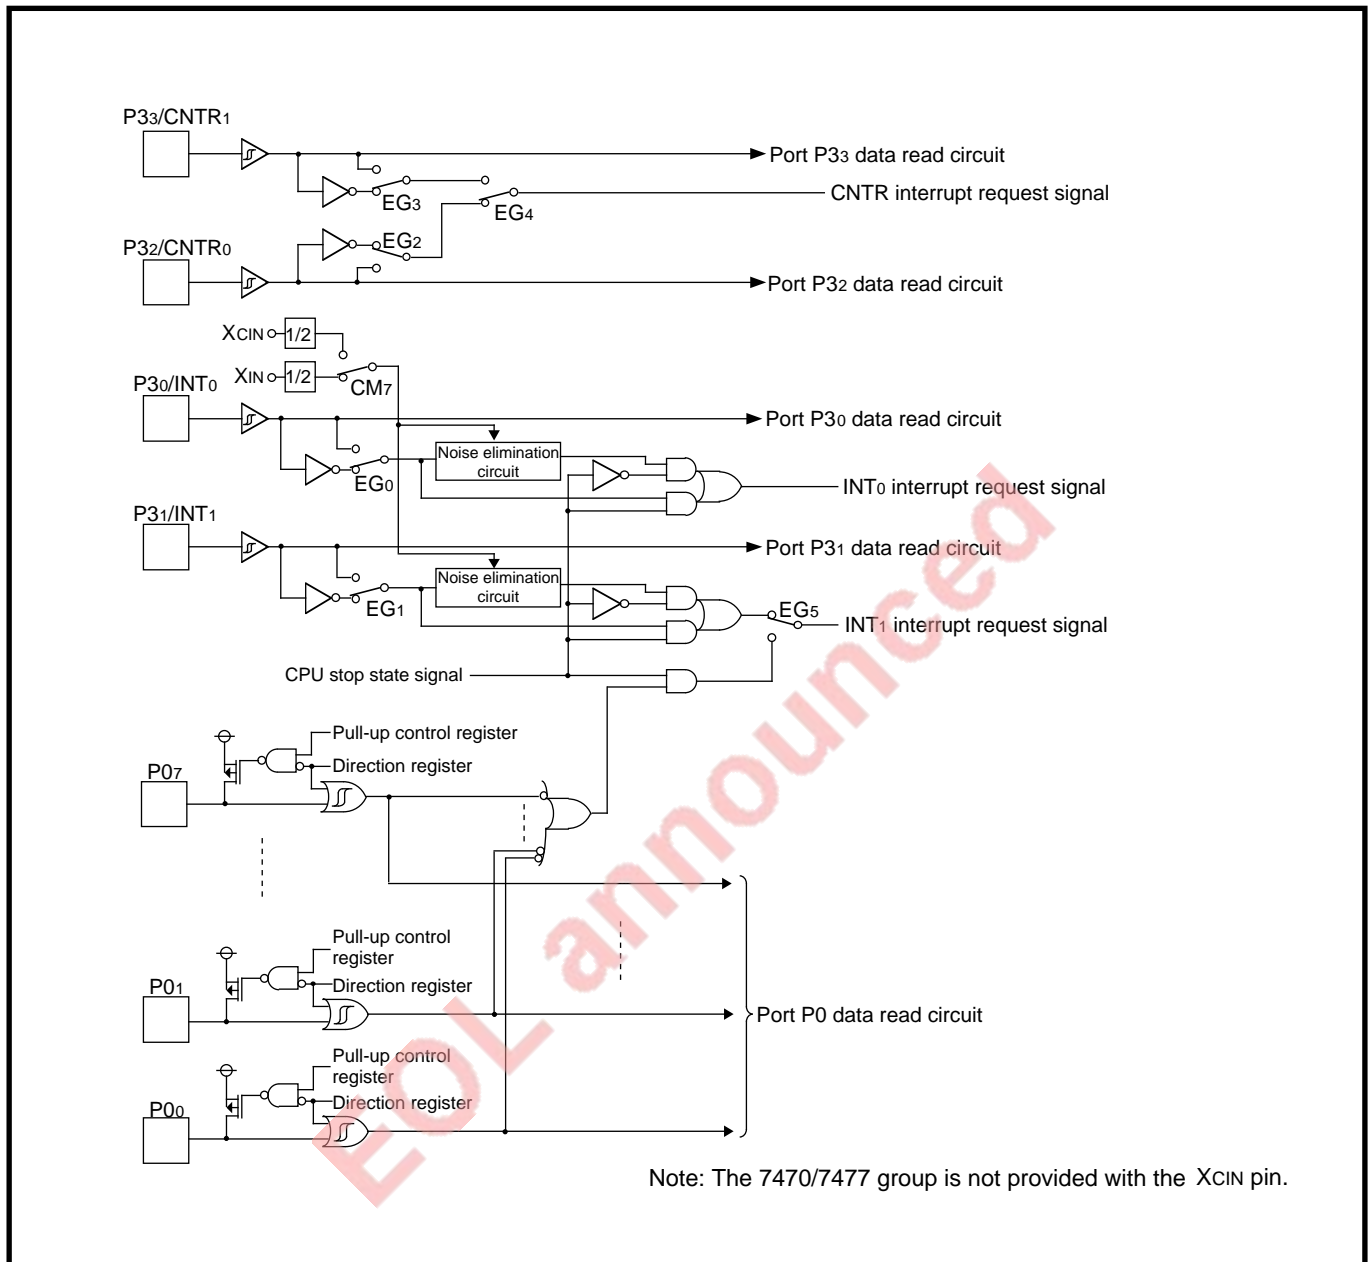 P33/CNTR1
Port P33 data read circuit
CNTR interrupt request signal
EG3
EG4
P32/CNTR0
EG2
Port P32 data read circuit
XCIN
1/2
XIN
1/2
CM7
P30/INT0
Port P30 data read circuit
Noise elimination
circuit
EG0
INT0 interrupt request signal
P31/INT1
Port P31 data read circuit
Noise elimination
circuit
EG1
EG5
INT1 interrupt request signal
CPU stop state signal
Pull-up control register
Direction register
P07
Pull-up control
register
Direction register
P01
Port P0 data read circuit
Pull-up control
register
Direction register
P00
Note: The 7470/7477 group is not provided with the XCIN pin.
EOL announced